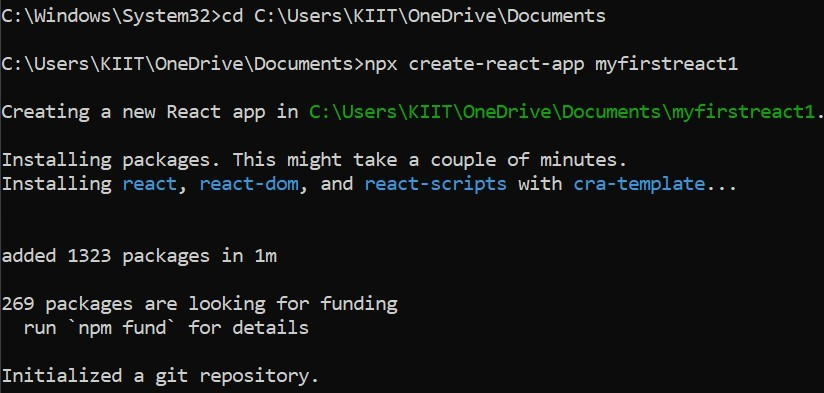 C:\Windows\System32>cd C:\Users\KIIT\OneDrive\Documents
C:\Users\KIIT\OneDrive\Documents>npx create-react-app myfirstreact1
Creating a new React app in C:\Users\KIIT\OneDrive\Documents\myfirstreact1.
Installing packages. This might take a couple of minutes.
Installing react, react-dom, and react-scripts with cra-template...
added 1323 packages in 1m
269 packages are looking for funding
  run `npm fund` for details
Initialized a git repository.